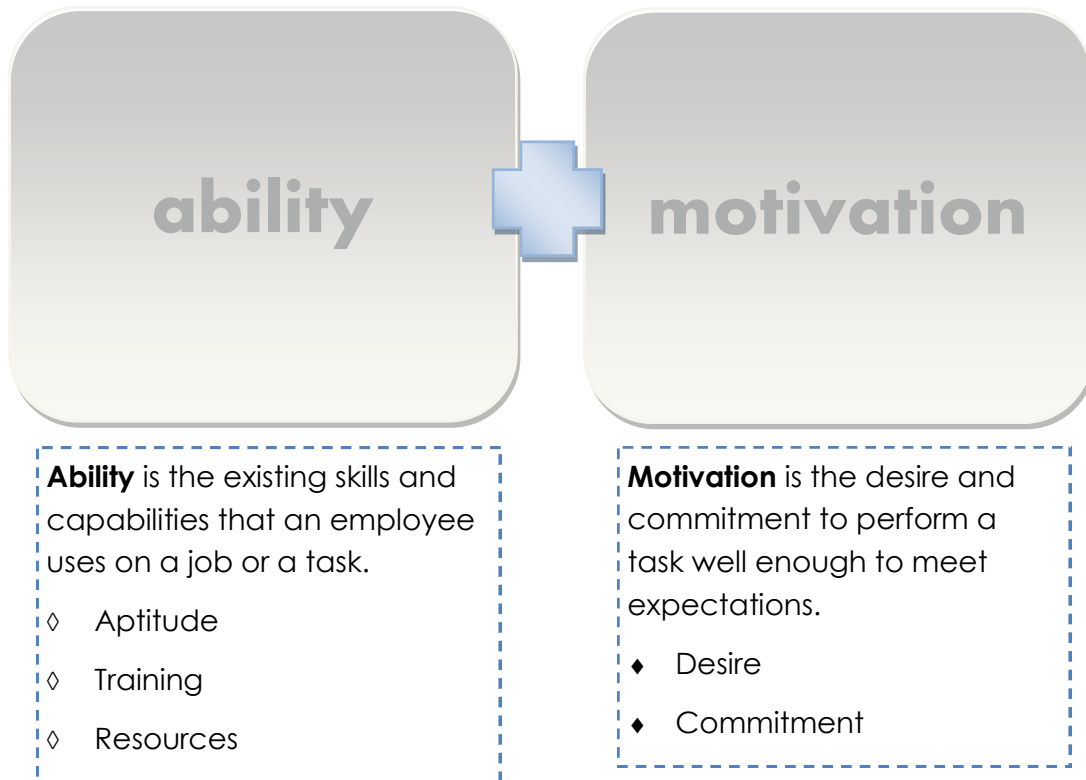 ability
motivation
Ability is the existing skills and
capabilities that an employee
uses on a job or a task.
◊ Aptitude
◊ Training
◊ Resources
Motivation is the desire and
commitment to perform a
task well enough to meet
expectations.
♦ Desire
♦ Commitment